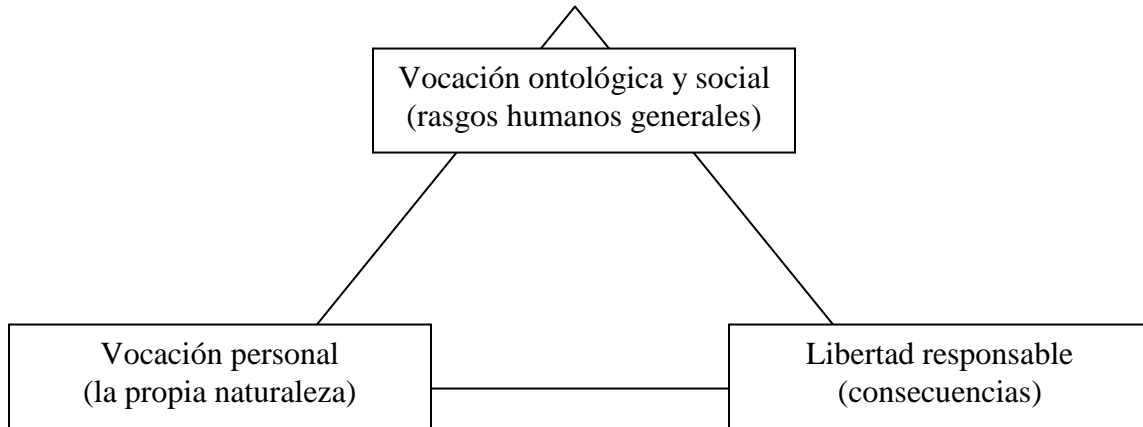 Vocación ontológica y social
(rasgos humanos generales)
Vocación personal
(la propia naturaleza)
Libertad responsable
(consecuencias)